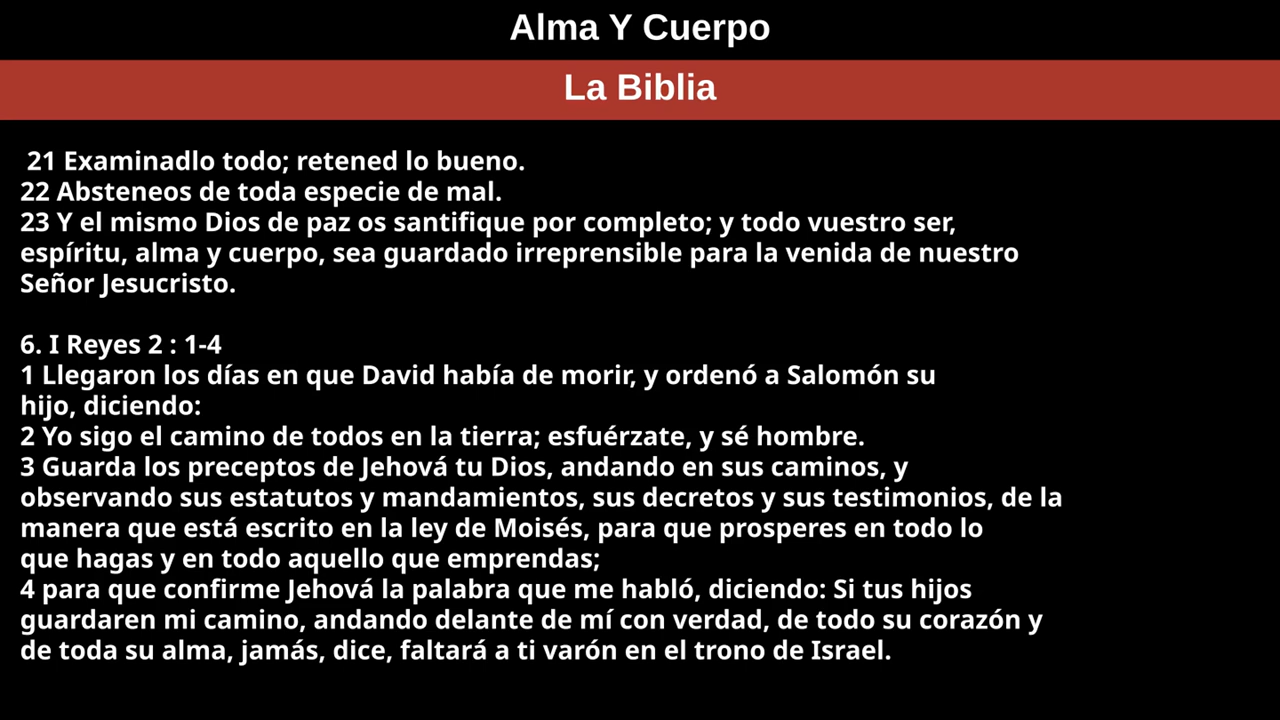 Alma Y Cuerpo
La Biblia
21 Examinadlo todo; retened lo bueno.
22 Absteneos de toda especie de mal.
23 Y el mismo Dios de paz os santifique por completo; y todo vuestro ser,
espíritu, alma y cuerpo, sea guardado irreprensible para la venida de nuestro
Señor Jesucristo.
6. I Reyes 2 : 1-4
1 Llegaron los días en que David había de morir, y ordenó a Salomón su
hijo, diciendo:
2 Yo sigo el camino de todos en la tierra; esfuérzate, y sé hombre.
3 Guarda los preceptos de Jehová tu Dios, andando en sus caminos, y
observando sus estatutos y mandamientos, sus decretos y sus testimonios, de la
manera que está escrito en la ley de Moisés, para que prosperes en todo lo
que hagas y en todo aquello que emprendas;
4 para que confirme Jehová la palabra que me habló, diciendo: Si tus hijos
guardaren mi camino, andando delante de mí con verdad, de todo su corazón y
de toda su alma, jamás, dice, faltará a ti varón en el trono de Israel.